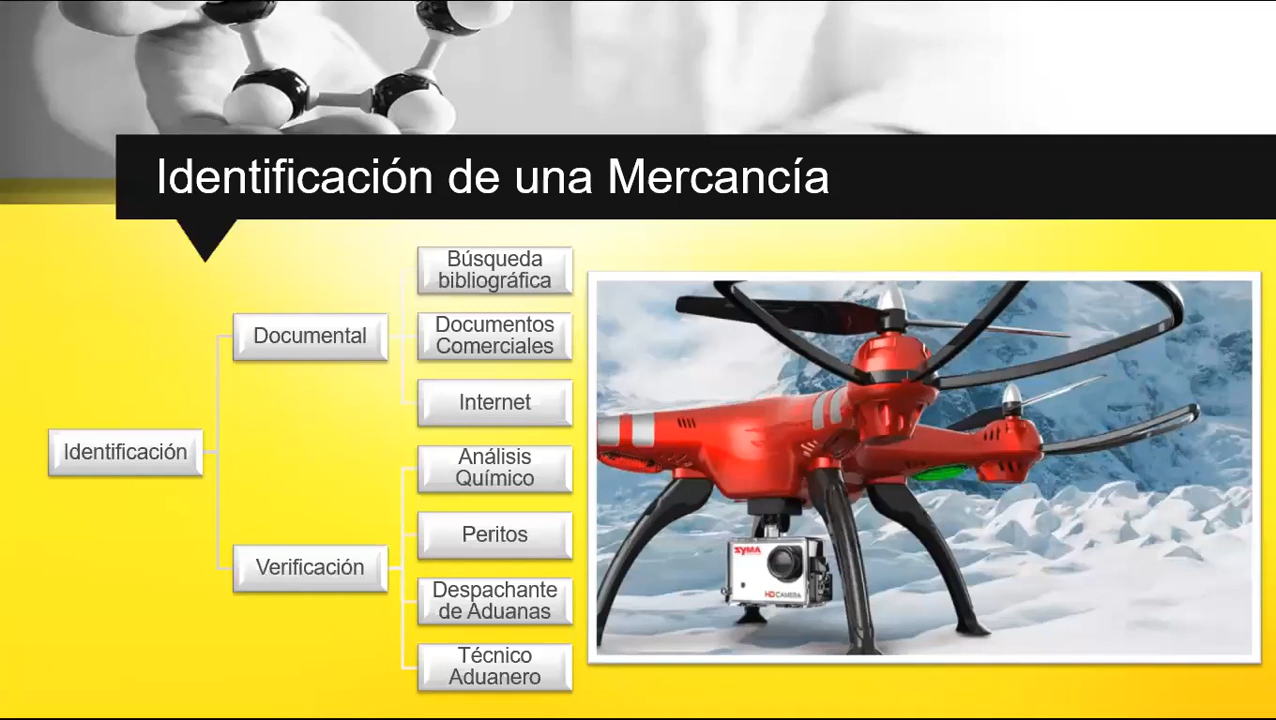 Identificación de una Mercancía
Identificación
Documental
Búsqueda
bibliográfica
Documentos
Comerciales
Internet
Verificación
Análisis
Químico
Peritos
Despachante
de Aduanas
Técnico
Aduanero
SYMA
HD CAMERA